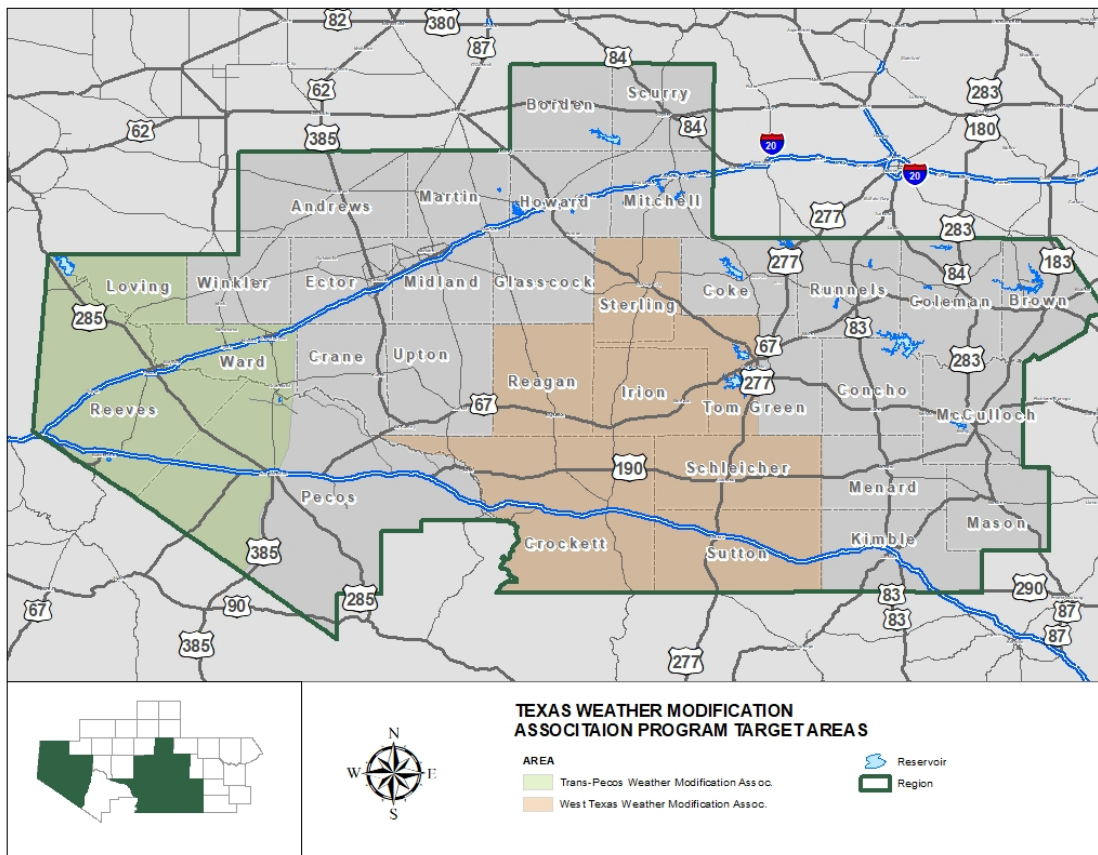 82
380
87
84
62
Borden
Scurry
283
62
385
84
20
180
20
Andrews
Martin
Howard
Mitchell
277
283
Loving
Winkler
Ector
Midland
Glasscock
Sterling
Coke
277
Runnels
84
Coleman
Brown
183
285
Ward
Crane
Upton
Reagan
Irion
67
83
283
Reeves
67
277
Tom Green
Concho
McCulloch
190
Schleicher
Menard
Pecos
Mason
385
Crockett
Sutton
Kimble
67
90
285
83
290
385
83
87
277
87
N
W E
S
TEXAS WEATHER MODIFICATION
ASSOCITAION PROGRAM TARGET AREAS
AREA
Trans-Pecos Weather Modification Assoc.
West Texas Weather Modification Assoc.
Reservoir
Region